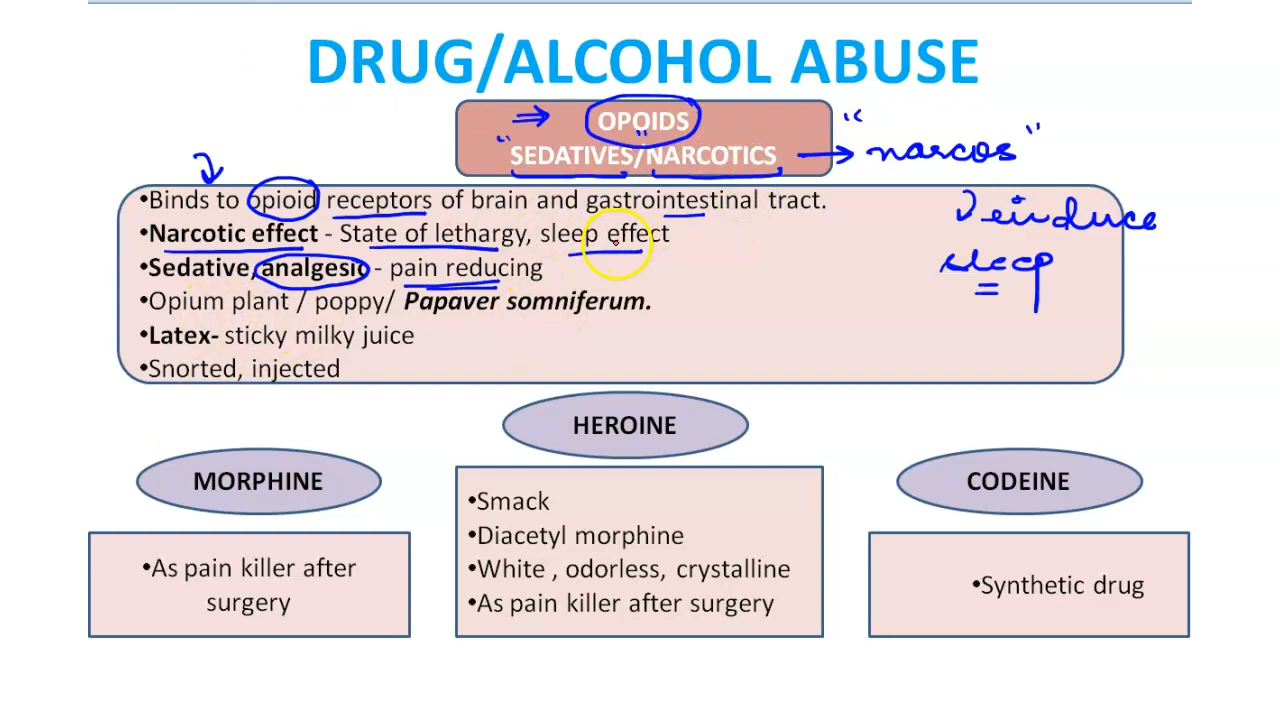 DRUG/ALCOHOL ABUSE
⇒ OPOIDS
"SEDATIVES"/NARCOTICS → "narcos"
•Binds to opioid receptors of brain and gastrointestinal tract.
•Narcotic effect - State of lethargy, sleep effect
induce
sleep
•Sedative, analgesic - pain reducing
•Opium plant / poppy/ Papaver somniferum.
•Latex- sticky milky juice
•Snorted, injected
HEROINE
MORPHINE
CODEINE
•As pain killer after
surgery
•Smack
•Diacetyl morphine
•White , odorless, crystalline
•As pain killer after surgery
•Synthetic drug